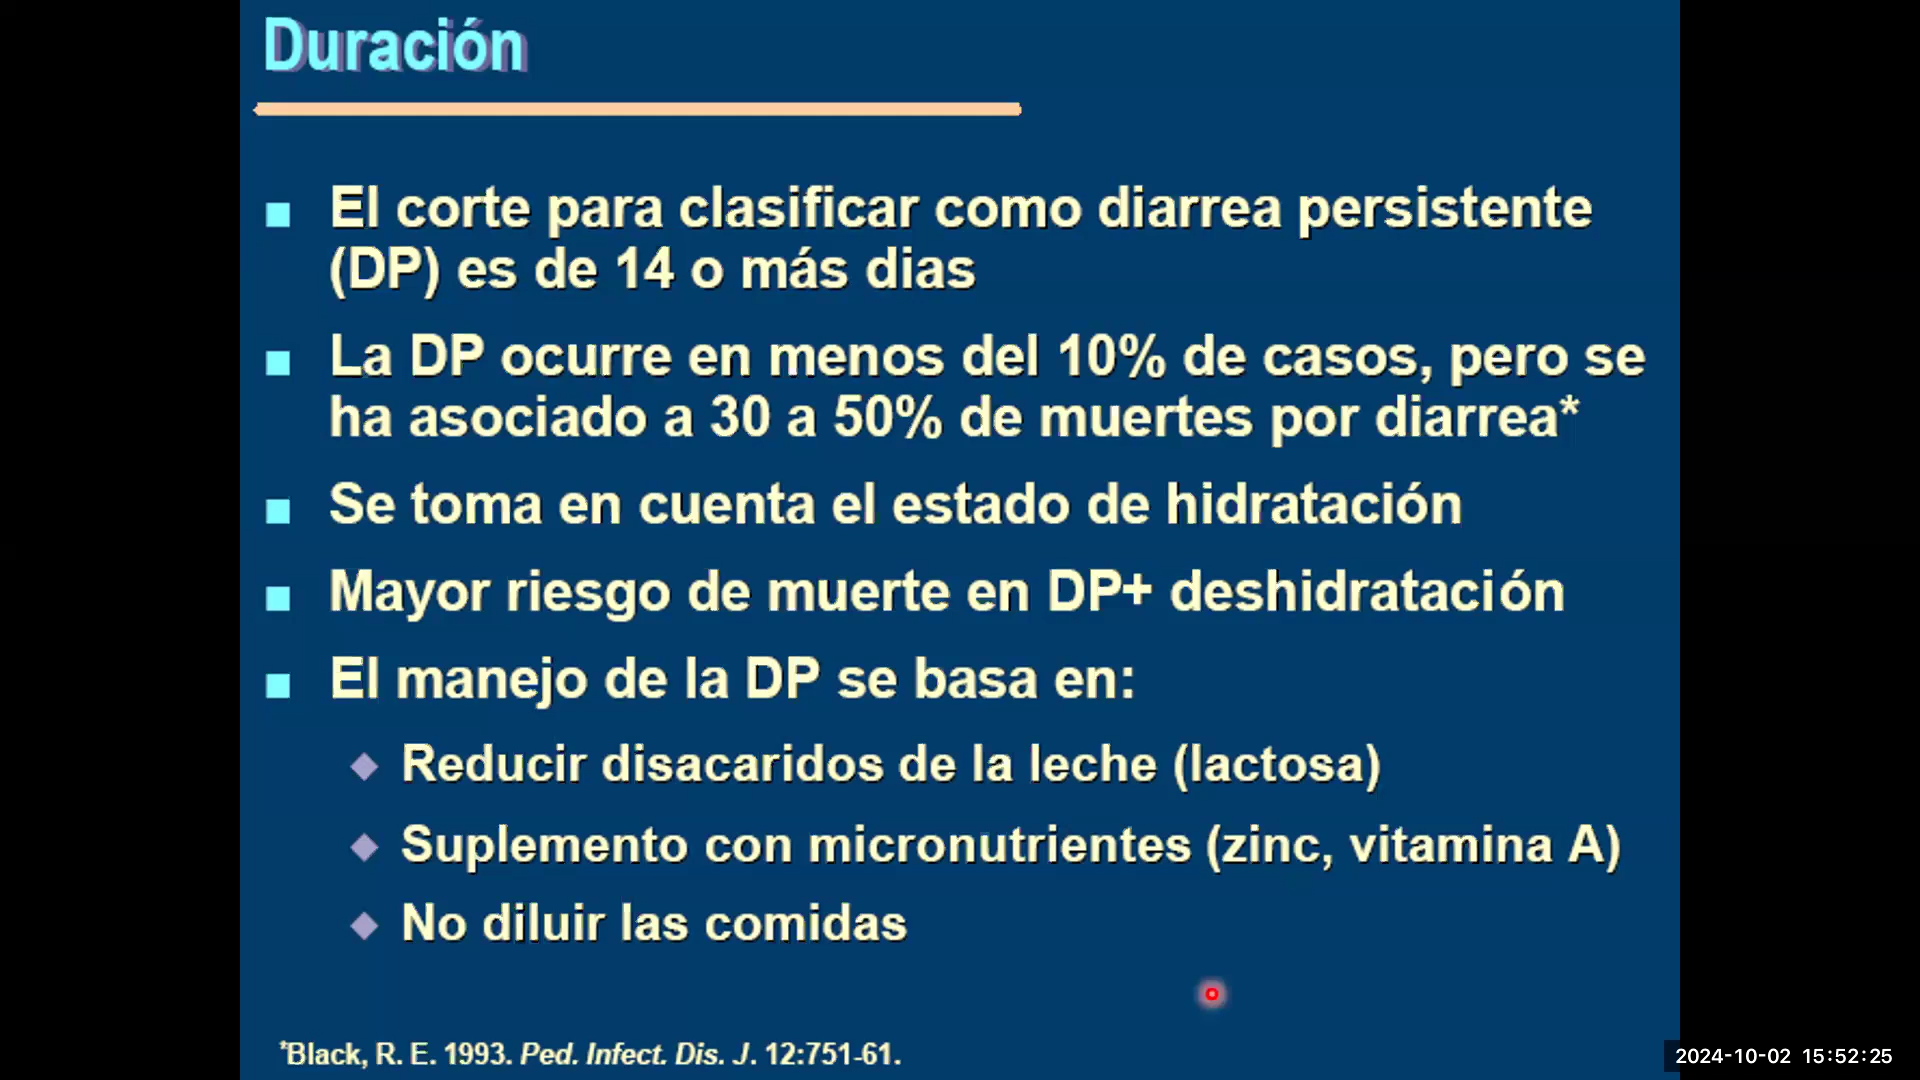 Duración
El corte para clasificar como diarrea persistente
(DP) es de 14 o más dias
La DP ocurre en menos del 10% de casos, pero se
ha asociado a 30 a 50% de muertes por diarrea*
Se toma en cuenta el estado de hidratación
Mayor riesgo de muerte en DP+ deshidratación
El manejo de la DP se basa en:
Reducir disacaridos de la leche (lactosa)
Suplemento con micronutrientes (zinc, vitamina A)
No diluir las comidas
*Black, R. E. 1993. Ped. Infect. Dis. J. 12:751-61.
2024-10-02 15:52:25